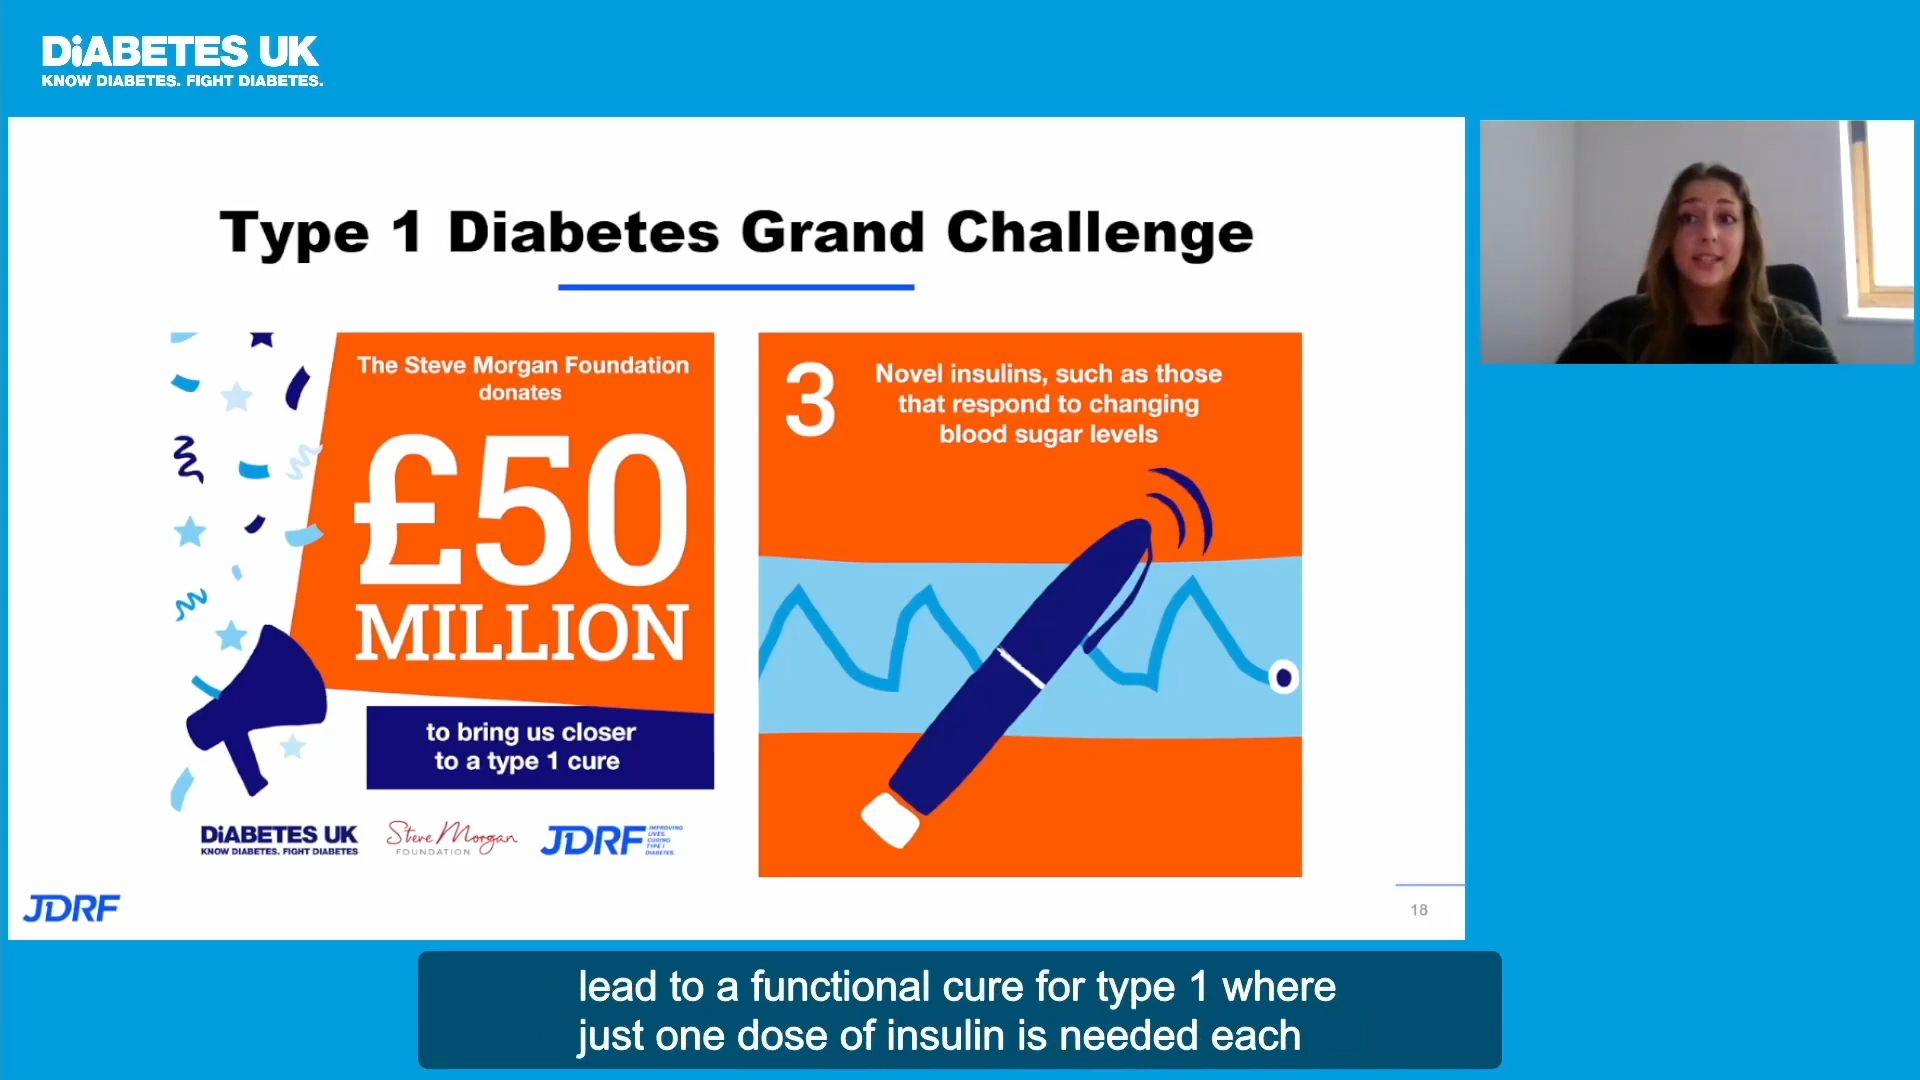 DiABETES UK
KNOW DIABETES. FIGHT DIABETES.
Type 1 Diabetes Grand Challenge
The Steve Morgan Foundation
donates
£50
MILLION
to bring us closer
to a type 1 cure
DiABETES UK
KNOW DIABETES. FIGHT DIABETES
Steve Morgan
FOUNDATION
JDRF
IMPROVING
LIVES.
CURING
TYPE 1
DIABETES.
3
Novel insulins, such as those
that respond to changing
blood sugar levels
JDRF
18
lead to a functional cure for type 1 where
just one dose of insulin is needed each